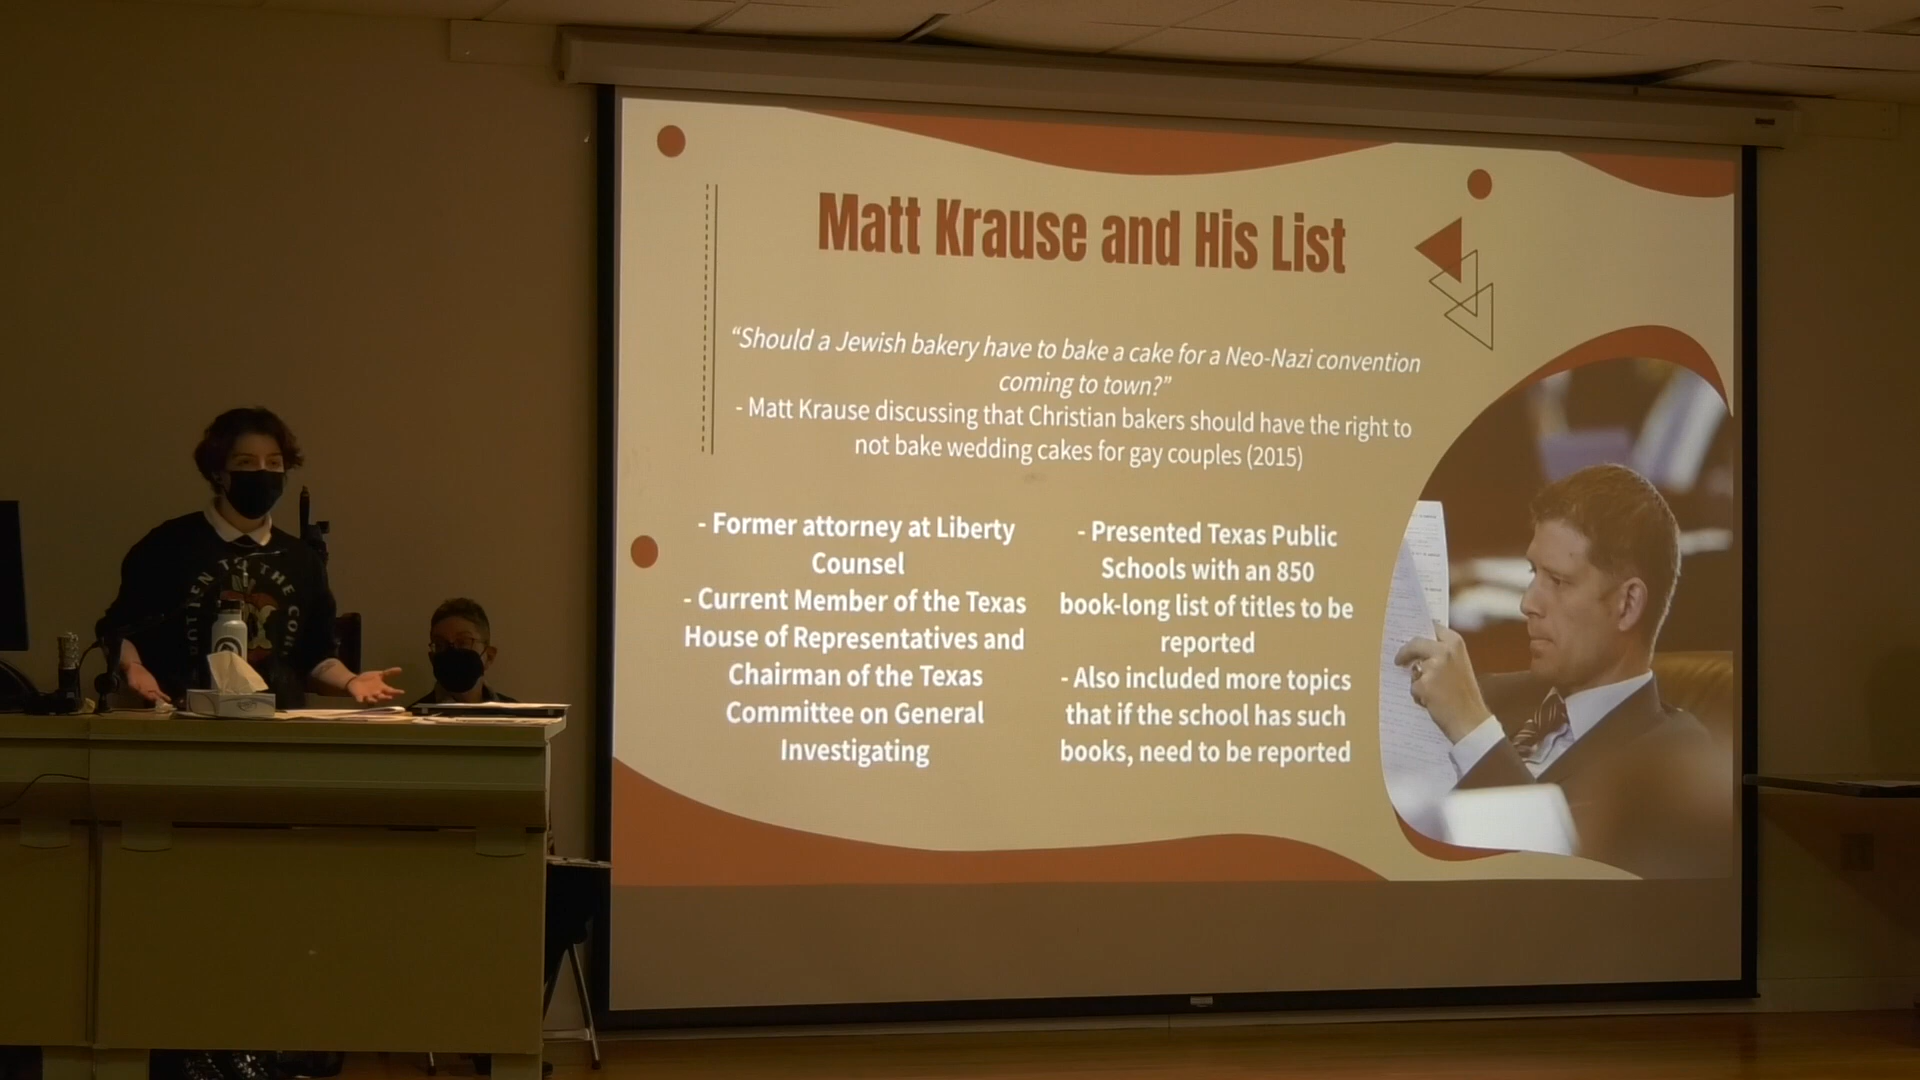 Matt Krause and His List
“Should a Jewish bakery have to bake a cake for a Neo-Nazi convention
coming to town?”
- Matt Krause discussing that Christian bakers should have the right to
not bake wedding cakes for gay couples (2015)
- Former attorney at Liberty
Counsel
- Current Member of the Texas
House of Representatives and
Chairman of the Texas
Committee on General
Investigating
- Presented Texas Public
Schools with an 850
book-long list of titles to be
reported
- Also included more topics
that if the school has such
books, need to be reported
LISTEN TO THE